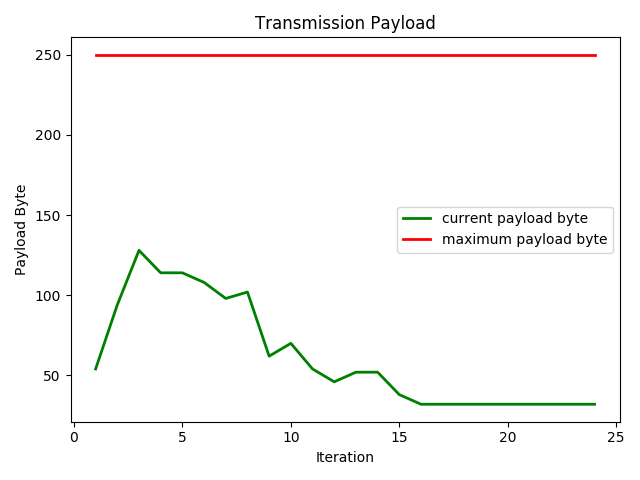 Transmission Payload
250
200
150
100
50
Payload Byte
current payload byte
maximum payload byte
0 5 10 15 20 25
Iteration